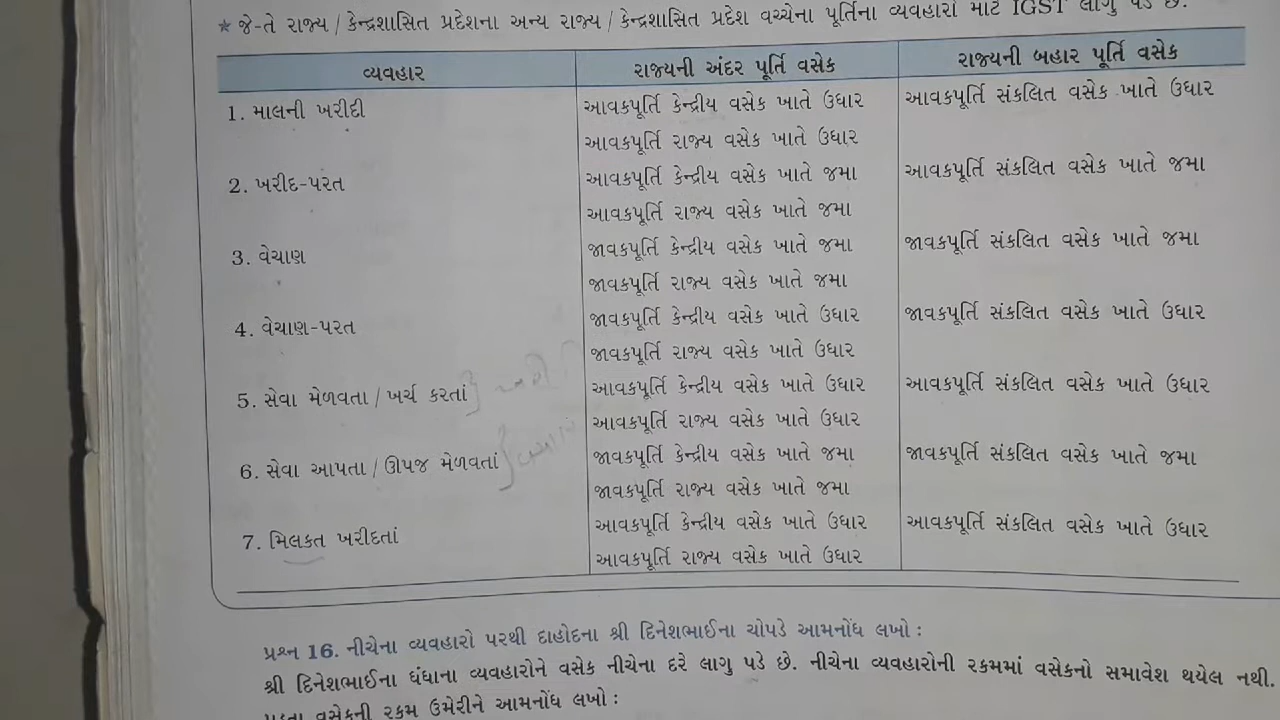 * જે-તે રાજ્ય / કેન્દ્રશાસિત પ્રદેશના અન્ય રાજ્ય / કેન્દ્રશાસિત પ્રદેશ વચ્ચેના પૂર્તિના વ્યવહારો માટે IGST લાગુ પડે છે.
વ્યવહાર રાજ્યની અંદર પૂર્તિ વસેક રાજ્યની બહાર પૂર્તિ વસેક
1. માલની ખરીદી આવકપૂર્તિ કેન્દ્રીય વસેક ખાતે ઉધાર આવકપૂર્તિ સંકલિત વસેક ખાતે ઉધાર
આવકપૂર્તિ રાજ્ય વસેક ખાતે ઉધાર
2. ખરીદ-પરત આવકપૂર્તિ કેન્દ્રીય વસેક ખાતે જમા આવકપૂર્તિ સંકલિત વસેક ખાતે જમા
આવકપૂર્તિ રાજ્ય વસેક ખાતે જમા
3. વેચાણ જાવકપૂર્તિ કેન્દ્રીય વસેક ખાતે જમા જાવકપૂર્તિ સંકલિત વસેક ખાતે જમા
જાવકપૂર્તિ રાજ્ય વસેક ખાતે જમા
4. વેચાણ-પરત જાવકપૂર્તિ કેન્દ્રીય વસેક ખાતે ઉધાર જાવકપૂર્તિ સંકલિત વસેક ખાતે ઉધાર
જાવકપૂર્તિ રાજ્ય વસેક ખાતે ઉધાર
5. સેવા મેળવતા / ખર્ચ કરતાં આવકપૂર્તિ કેન્દ્રીય વસેક ખાતે ઉધાર આવકપૂર્તિ સંકલિત વસેક ખાતે ઉધાર
આવકપૂર્તિ રાજ્ય વસેક ખાતે ઉધાર
6. સેવા આપતા / ઊપજ મેળવતાં જાવકપૂર્તિ કેન્દ્રીય વસેક ખાતે જમા જાવકપૂર્તિ સંકલિત વસેક ખાતે જમા
જાવકપૂર્તિ રાજ્ય વસેક ખાતે જમા
7. મિલકત ખરીદતાં આવકપૂર્તિ કેન્દ્રીય વસેક ખાતે ઉધાર આવકપૂર્તિ સંકલિત વસેક ખાતે ઉધાર
આવકપૂર્તિ રાજ્ય વસેક ખાતે ઉધાર
પ્રશ્ન 16. નીચેના વ્યવહારો પરથી દાહોદના શ્રી દિનેશભાઈના ચોપડે આમનોંધ લખો :
શ્રી દિનેશભાઈના ધંધાના વ્યવહારોને વસેક નીચેના દરે લાગુ પડે છે. નીચેના વ્યવહારોની રકમમાં વસેકનો સમાવેશ થયેલ નથી.
વસેકની રકમ ઉમેરીને આમનોંધ લખો :